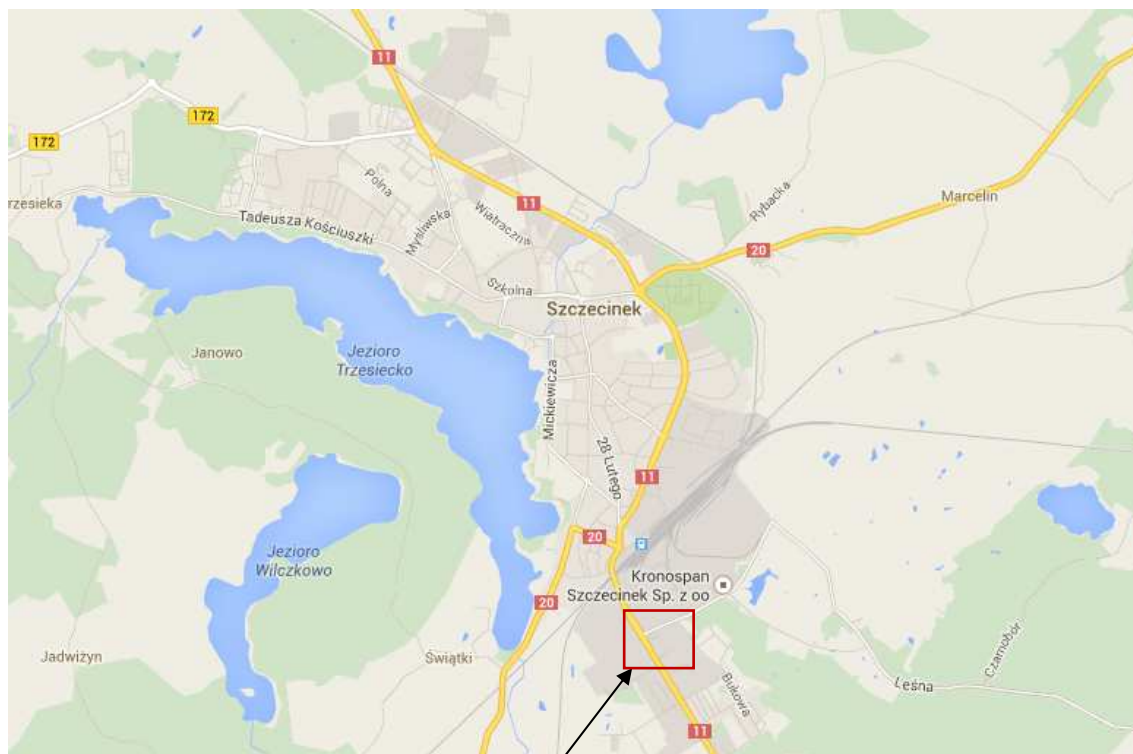 11
172
172
Polna
rzesieka
Tadeusza Kościuszki
Myśliwska
Wiatraczna
11
Rybacka
Marcelin
20
Szkolna
Szczecinek
Janowo
Jezioro
Trzesiecko
Mickiewicza
28 Lutego
11
20
Jezioro
Wilczkowo
Kronospan
Szczecinek Sp. z oo
20
Jadwiżyn
Świątki
Czarnobór
Leśna
Bukowa
11